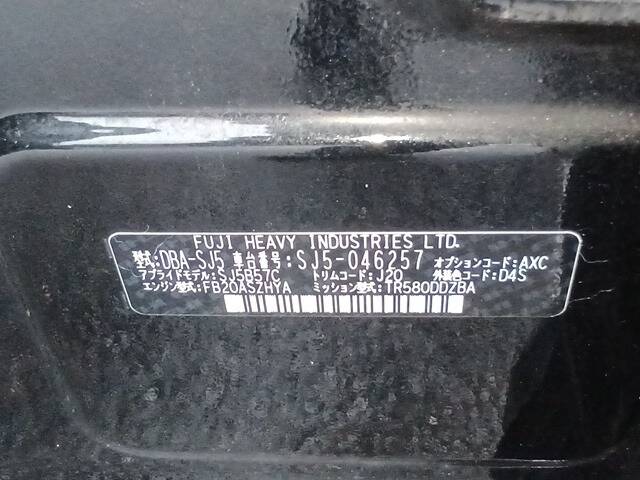 FUJI HEAVY INDUSTRIES LTD.
型式:DBA-SJ5 車台番号:SJ5-046257 オプションコード:AXC
アプライドモデル:SJ5B57C トリムコード:J20 外装色コード:D4S
エンジン型式:FB20ASZHYA ミッション型式:TR580DDZBA